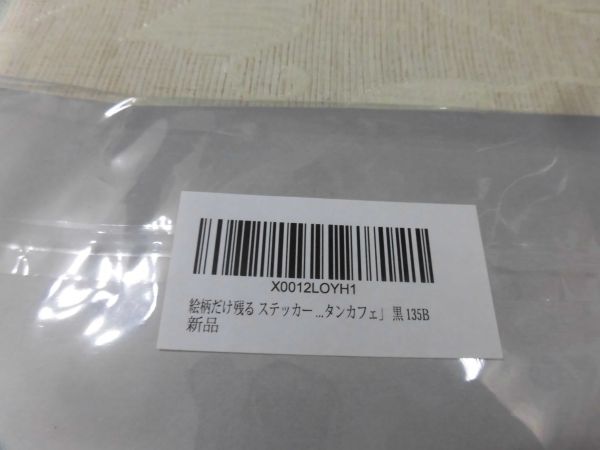 X0012LOYH1
絵柄だけ残る ステッカー ...タンカフェ」 黒 135B
新品